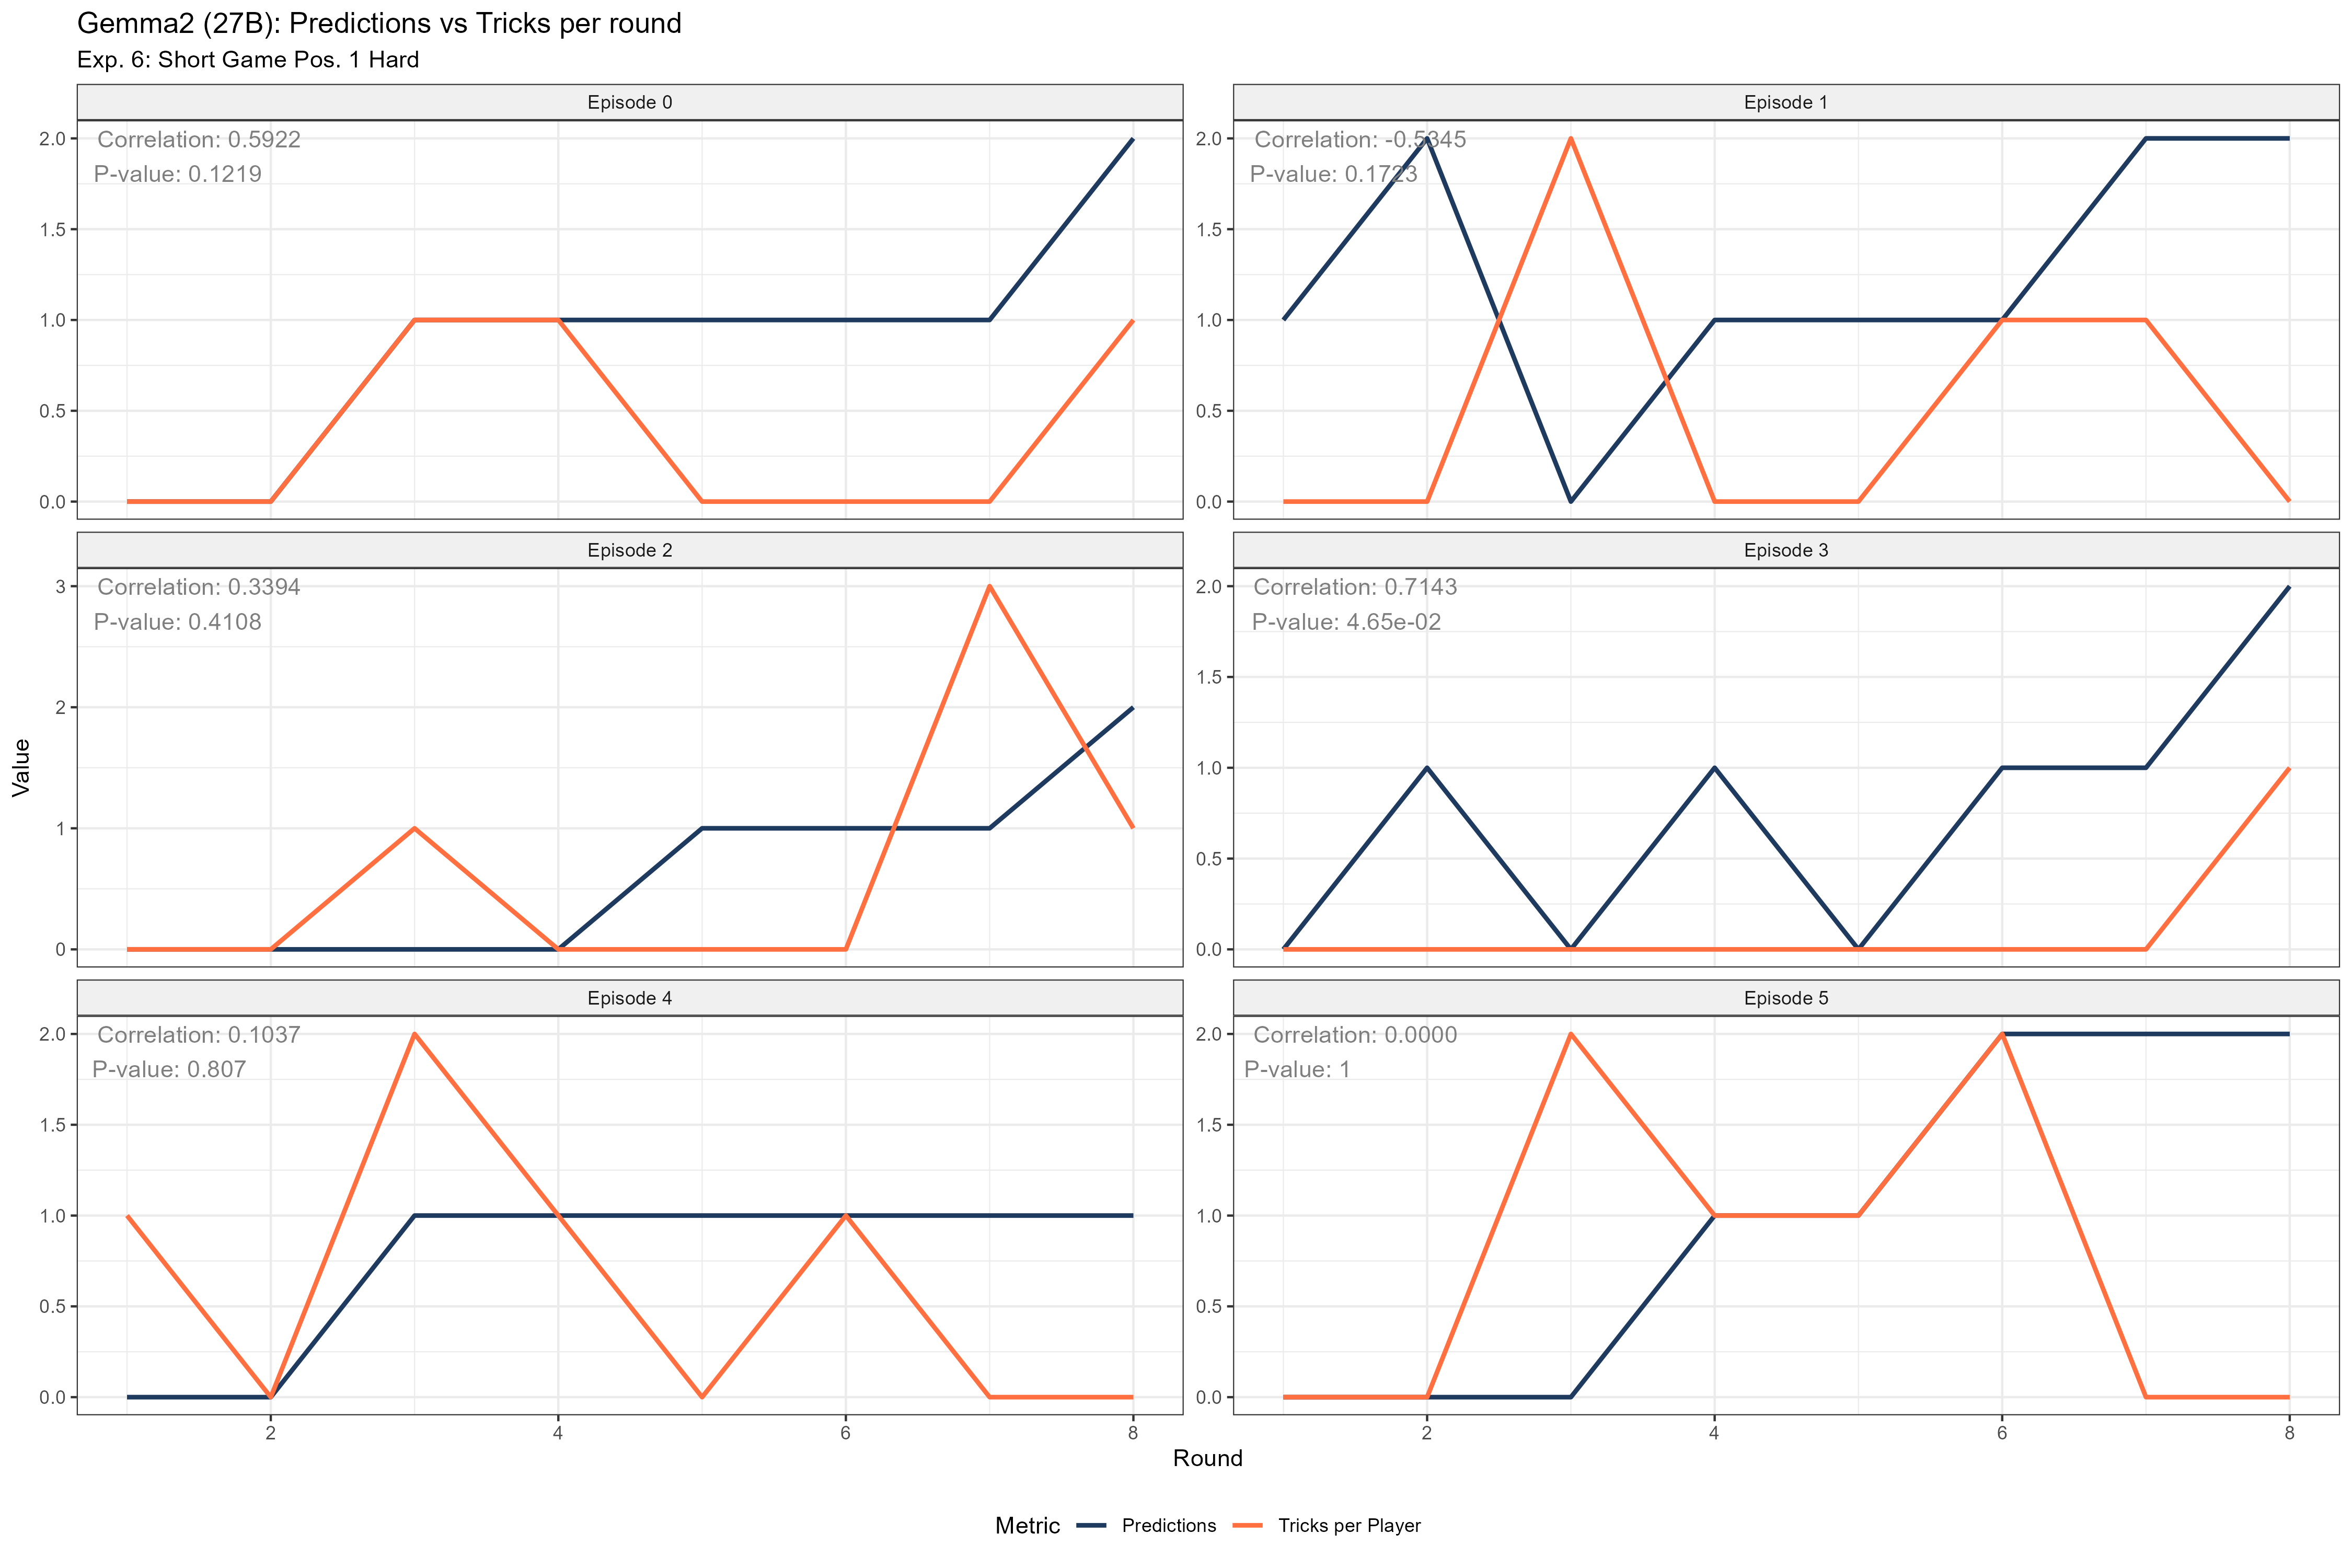 Gemma2 (27B): Predictions vs Tricks per round
Exp. 6: Short Game Pos. 1 Hard
Episode 0
Episode 1
Correlation: 0.5922
P-value: 0.1219
2.0
1.5
1.0
0.5
0.0
Correlation: -0.5345
P-value: 0.1723
2.0
1.5
1.0
0.5
0.0
Episode 2
Episode 3
Correlation: 0.3394
P-value: 0.4108
3
2
1
0
Correlation: 0.7143
P-value: 4.65e-02
2.0
1.5
1.0
0.5
0.0
Value
Episode 4
Episode 5
Correlation: 0.1037
P-value: 0.807
2.0
1.5
1.0
0.5
0.0
Correlation: 0.0000
P-value: 1
2.0
1.5
1.0
0.5
0.0
2 4 6 8
2 4 6 8
Round
Metric Predictions Tricks per Player